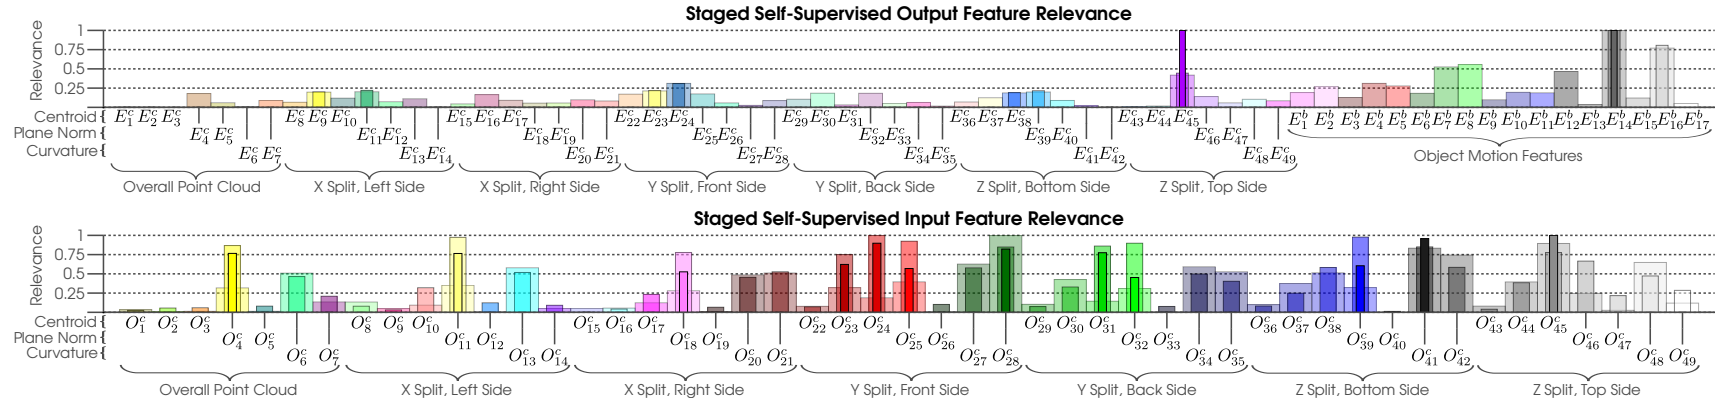 Staged Self-Supervised Output Feature Relevance
Relevance
1
0.75
0.5
0.25
Centroid {
Plane Norm {
Curvature {
E^c_1 E^c_2 E^c_3 E^c_8 E^c_9 E^c_10 E^c_15 E^c_16 E^c_17 E^c_22 E^c_23 E^c_24 E^c_29 E^c_30 E^c_31 E^c_36 E^c_37 E^c_38 E^c_43 E^c_44 E^c_45 E^b_1 E^b_2 E^b_3 E^b_4 E^b_5 E^b_6 E^b_7 E^b_8 E^b_9 E^b_10 E^b_11 E^b_12 E^b_13 E^b_14 E^b_15 E^b_16 E^b_17
E^c_4 E^c_5 E^c_11 E^c_12 E^c_18 E^c_19 E^c_25 E^c_26 E^c_32 E^c_33 E^c_39 E^c_40 E^c_46 E^c_47
E^c_6 E^c_7 E^c_13 E^c_14 E^c_20 E^c_21 E^c_27 E^c_28 E^c_34 E^c_35 E^c_41 E^c_42 E^c_48 E^c_49
Object Motion Features
Overall Point Cloud X Split, Left Side X Split, Right Side Y Split, Front Side Y Split, Back Side Z Split, Bottom Side Z Split, Top Side
Staged Self-Supervised Input Feature Relevance
Relevance
1
0.75
0.5
0.25
Centroid {
Plane Norm {
Curvature {
O^c_1 O^c_2 O^c_3 O^c_8 O^c_9 O^c_10 O^c_15 O^c_16 O^c_17 O^c_22 O^c_23 O^c_24 O^c_29 O^c_30 O^c_31 O^c_36 O^c_37 O^c_38 O^c_43 O^c_44 O^c_45
O^c_4 O^c_5 O^c_11 O^c_12 O^c_18 O^c_19 O^c_25 O^c_26 O^c_32 O^c_33 O^c_39 O^c_40 O^c_46 O^c_47
O^c_6 O^c_7 O^c_13 O^c_14 O^c_20 O^c_21 O^c_27 O^c_28 O^c_34 O^c_35 O^c_41 O^c_42 O^c_48 O^c_49
Overall Point Cloud X Split, Left Side X Split, Right Side Y Split, Front Side Y Split, Back Side Z Split, Bottom Side Z Split, Top Side